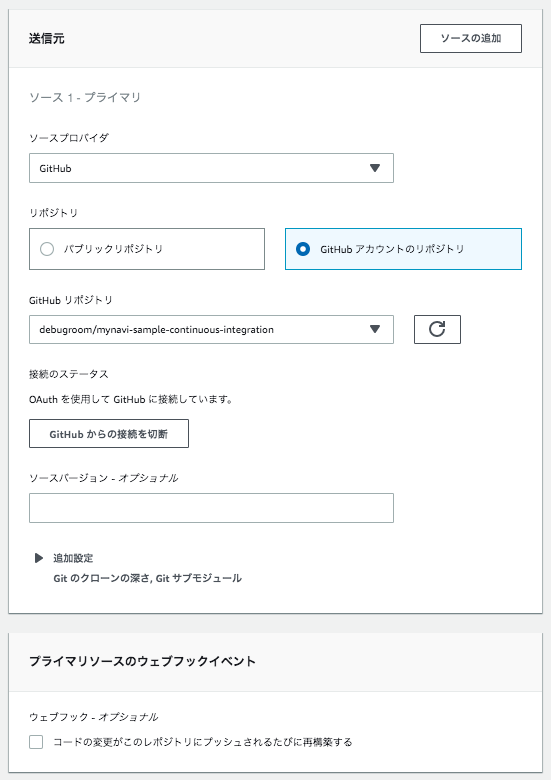 送信元
ソースの追加
ソース 1 - プライマリ
ソースプロバイダ
GitHub
リポジトリ
パブリックリポジトリ
GitHub アカウントのリポジトリ
GitHub リポジトリ
debugroom/mynavi-sample-continuous-integration
接続のステータス
OAuth を使用して GitHub に接続しています。
GitHub からの接続を切断
ソースバージョン - オプショナル
追加設定
Git のクローンの深さ, Git サブモジュール
プライマリソースのウェブフックイベント
ウェブフック - オプショナル
コードの変更がこのレポジトリにプッシュされるたびに再構築する